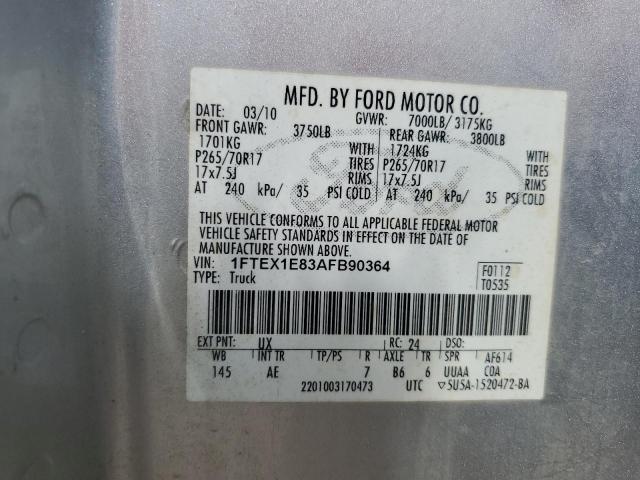 MFD. BY FORD MOTOR CO.
DATE: 03/10 GVWR: 7000LB/ 3175KG
FRONT GAWR: 3750LB REAR GAWR: 3800LB
1701KG WITH 1724KG WITH
P265/70R17 TIRES P265/70R17 TIRES
17x7.5J RIMS 17x7.5J RIMS
AT 240 kPa/ 35 PSI COLD AT 240 kPa/ 35 PSI COLD
Ford
THIS VEHICLE CONFORMS TO ALL APPLICABLE FEDERAL MOTOR
VEHICLE SAFETY STANDARDS IN EFFECT ON THE DATE OF
MANUFACTURE SHOWN ABOVE.
VIN: 1FTEX1E83AFB90364 F0112
TYPE: Truck T0535
EXT PNT: UX RC: 24 DSO:
WB INT TR TP/PS R AXLE TR SPR AF614
145 AE 7 B6 6 UUAA C0A
2201003170473 UTC ▽5USA-1520472-BA